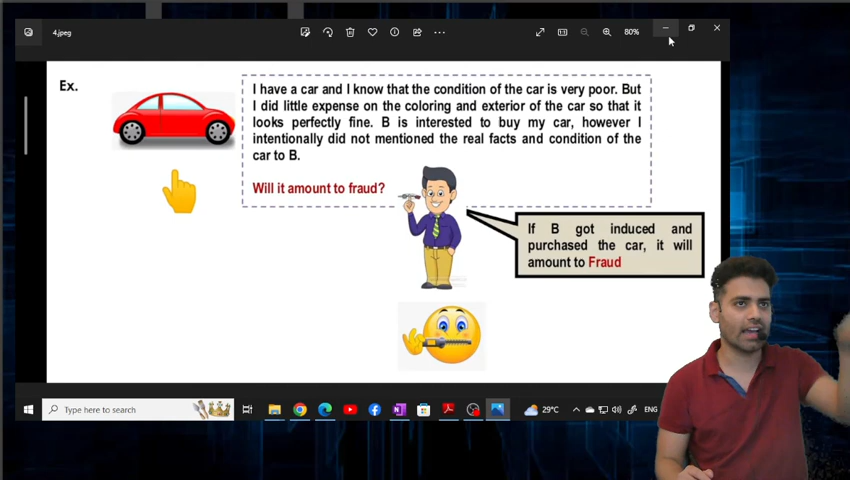 4.jpeg
80%
Ex.
I have a car and I know that the condition of the car is very poor. But
I did little expense on the coloring and exterior of the car so that it
looks perfectly fine. B is interested to buy my car, however I
intentionally did not mentioned the real facts and condition of the
car to B.
Will it amount to fraud?
If B got induced and
purchased the car, it will
amount to Fraud
Type here to search
29°C
ENG